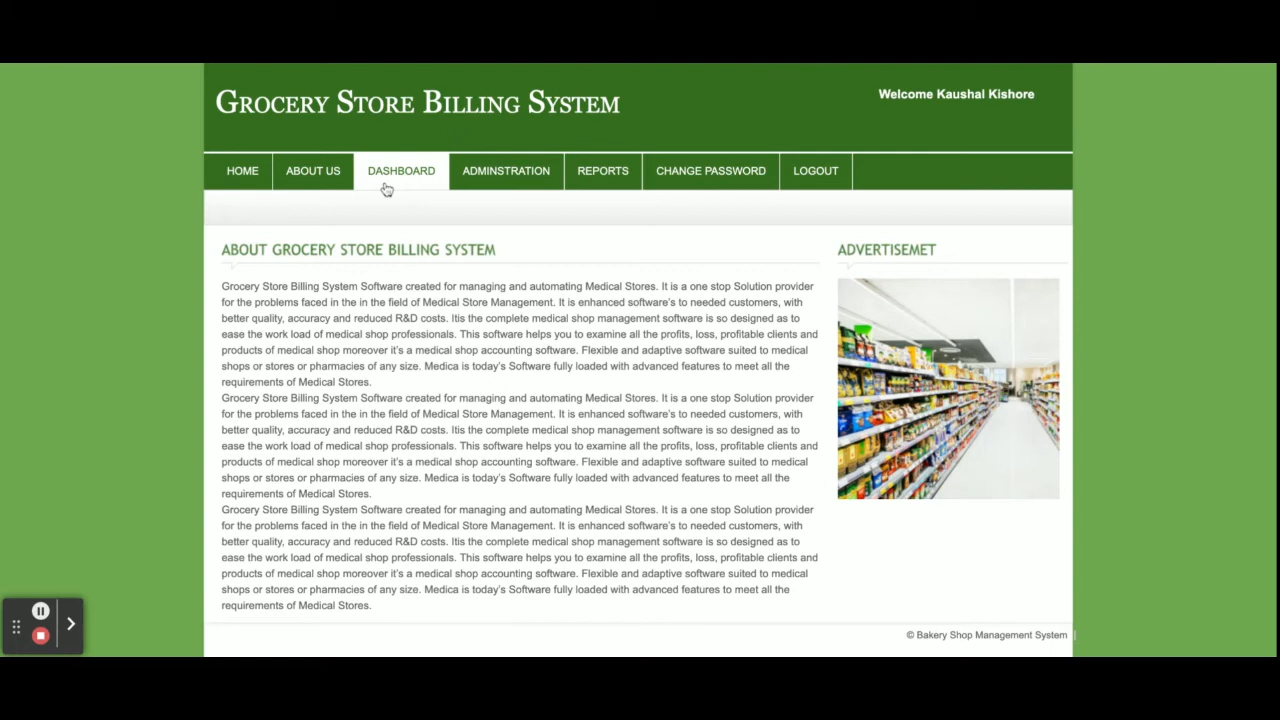 GROCERY STORE BILLING SYSTEM
Welcome Kaushal Kishore
HOME ABOUT US DASHBOARD ADMINSTRATION REPORTS CHANGE PASSWORD LOGOUT
ABOUT GROCERY STORE BILLING SYSTEM
Grocery Store Billing System Software created for managing and automating Medical Stores. It is a one stop Solution provider
for the problems faced in the in the field of Medical Store Management. It is enhanced software's to needed customers, with
better quality, accuracy and reduced R&D costs. Itis the complete medical shop management software is so designed as to
ease the work load of medical shop professionals. This software helps you to examine all the profits, loss, profitable clients and
products of medical shop moreover it's a medical shop accounting software. Flexible and adaptive software suited to medical
shops or stores or pharmacies of any size. Medica is today's Software fully loaded with advanced features to meet all the
requirements of Medical Stores.
Grocery Store Billing System Software created for managing and automating Medical Stores. It is a one stop Solution provider
for the problems faced in the in the field of Medical Store Management. It is enhanced software's to needed customers, with
better quality, accuracy and reduced R&D costs. Itis the complete medical shop management software is so designed as to
ease the work load of medical shop professionals. This software helps you to examine all the profits, loss, profitable clients and
products of medical shop moreover it's a medical shop accounting software. Flexible and adaptive software suited to medical
shops or stores or pharmacies of any size. Medica is today's Software fully loaded with advanced features to meet all the
requirements of Medical Stores.
Grocery Store Billing System Software created for managing and automating Medical Stores. It is a one stop Solution provider
for the problems faced in the in the field of Medical Store Management. It is enhanced software's to needed customers, with
better quality, accuracy and reduced R&D costs. Itis the complete medical shop management software is so designed as to
ease the work load of medical shop professionals. This software helps you to examine all the profits, loss, profitable clients and
products of medical shop moreover it's a medical shop accounting software. Flexible and adaptive software suited to medical
shops or stores or pharmacies of any size. Medica is today's Software fully loaded with advanced features to meet all the
requirements of Medical Stores.
ADVERTISEMET
© Bakery Shop Management System |